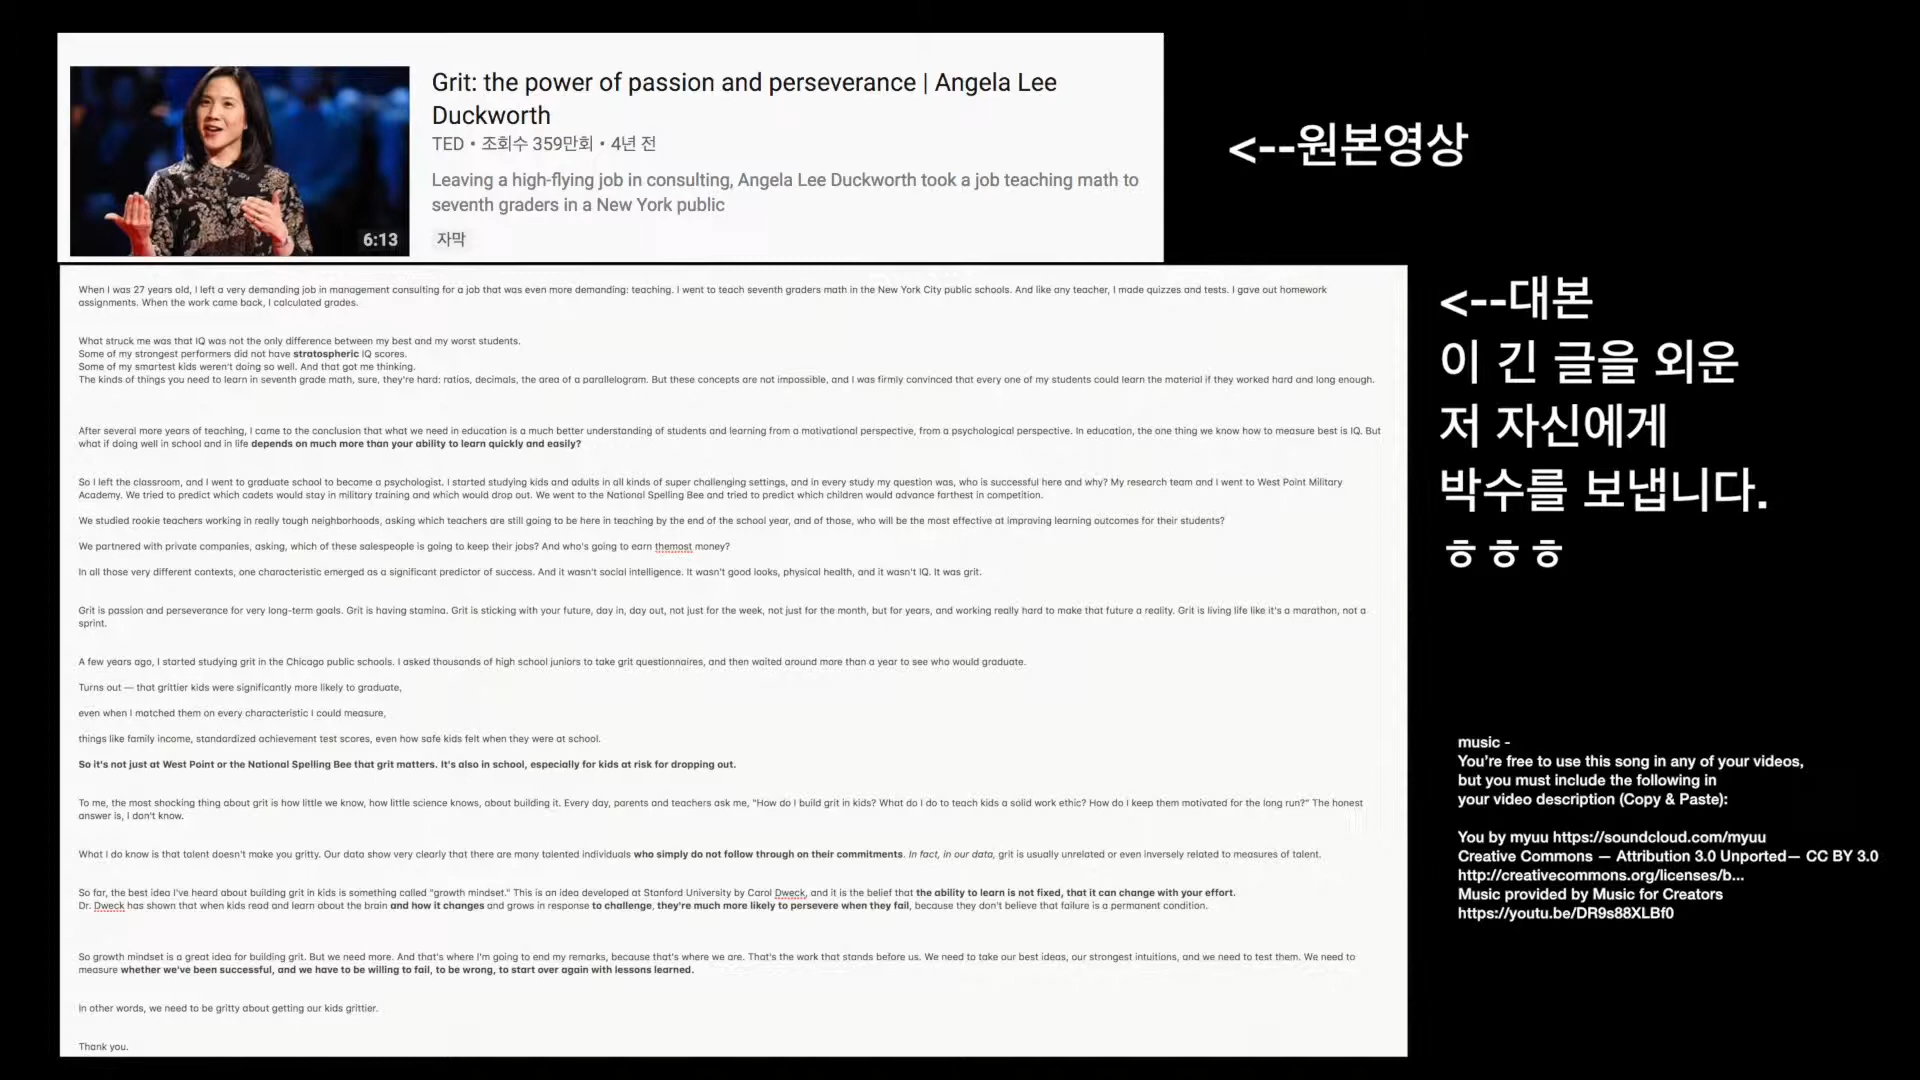 Grit: the power of passion and perseverance | Angela Lee
Duckworth
TED • 조회수 359만회 • 4년 전
Leaving a high-flying job in consulting, Angela Lee Duckworth took a job teaching math to
seventh graders in a New York public
자막
6:13
<--원본영상
When I was 27 years old, I left a very demanding job in management consulting for a job that was even more demanding: teaching. I went to teach seventh graders math in the New York City public schools. And like any teacher, I made quizzes and tests. I gave out homework
assignments. When the work came back, I calculated grades.
What struck me was that IQ was not the only difference between my best and my worst students.
Some of my strongest performers did not have stratospheric IQ scores.
Some of my smartest kids weren't doing so well. And that got me thinking.
The kinds of things you need to learn in seventh grade math, sure, they're hard: ratios, decimals, the area of a parallelogram. But these concepts are not impossible, and I was firmly convinced that every one of my students could learn the material if they worked hard and long enough.
After several more years of teaching, I came to the conclusion that what we need in education is a much better understanding of students and learning from a motivational perspective, from a psychological perspective. In education, the one thing we know how to measure best is IQ. But
what if doing well in school and in life depends on much more than your ability to learn quickly and easily?
So I left the classroom, and I went to graduate school to become a psychologist. I started studying kids and adults in all kinds of super challenging settings, and in every study my question was, who is successful here and why? My research team and I went to West Point Military
Academy. We tried to predict which cadets would stay in military training and which would drop out. We went to the National Spelling Bee and tried to predict which children would advance farthest in competition.
We studied rookie teachers working in really tough neighborhoods, asking which teachers are still going to be here in teaching by the end of the school year, and of those, who will be the most effective at improving learning outcomes for their students?
We partnered with private companies, asking, which of these salespeople is going to keep their jobs? And who's going to earn themost money?
In all those very different contexts, one characteristic emerged as a significant predictor of success. And it wasn't social intelligence. It wasn't good looks, physical health, and it wasn't IQ. It was grit.
Grit is passion and perseverance for very long-term goals. Grit is having stamina. Grit is sticking with your future, day in, day out, not just for the week, not just for the month, but for years, and working really hard to make that future a reality. Grit is living life like it's a marathon, not a
sprint.
A few years ago, I started studying grit in the Chicago public schools. I asked thousands of high school juniors to take grit questionnaires, and then waited around more than a year to see who would graduate.
Turns out — that grittier kids were significantly more likely to graduate,
even when I matched them on every characteristic I could measure,
things like family income, standardized achievement test scores, even how safe kids felt when they were at school.
So it's not just at West Point or the National Spelling Bee that grit matters. It's also in school, especially for kids at risk for dropping out.
To me, the most shocking thing about grit is how little we know, how little science knows, about building it. Every day, parents and teachers ask me, "How do I build grit in kids? What do I do to teach kids a solid work ethic? How do I keep them motivated for the long run?" The honest
answer is, I don't know.
What I do know is that talent doesn't make you gritty. Our data show very clearly that there are many talented individuals who simply do not follow through on their commitments. In fact, in our data, grit is usually unrelated or even inversely related to measures of talent.
So far, the best idea I've heard about building grit in kids is something called "growth mindset." This is an idea developed at Stanford University by Carol Dweck, and it is the belief that the ability to learn is not fixed, that it can change with your effort.
Dr. Dweck has shown that when kids read and learn about the brain and how it changes and grows in response to challenge, they're much more likely to persevere when they fail, because they don't believe that failure is a permanent condition.
So growth mindset is a great idea for building grit. But we need more. And that's where I'm going to end my remarks, because that's where we are. That's the work that stands before us. We need to take our best ideas, our strongest intuitions, and we need to test them. We need to
measure whether we've been successful, and we have to be willing to fail, to be wrong, to start over again with lessons learned.
In other words, we need to be gritty about getting our kids grittier.
Thank you.
<--대본
이 긴 글을 외운
저 자신에게
박수를 보냅니다.
ㅎㅎㅎ
music -
You're free to use this song in any of your videos,
but you must include the following in
your video description (Copy & Paste):
You by myuu https://soundcloud.com/myuu
Creative Commons — Attribution 3.0 Unported— CC BY 3.0
http://creativecommons.org/licenses/b...
Music provided by Music for Creators
https://youtu.be/DR9s88XLBf0